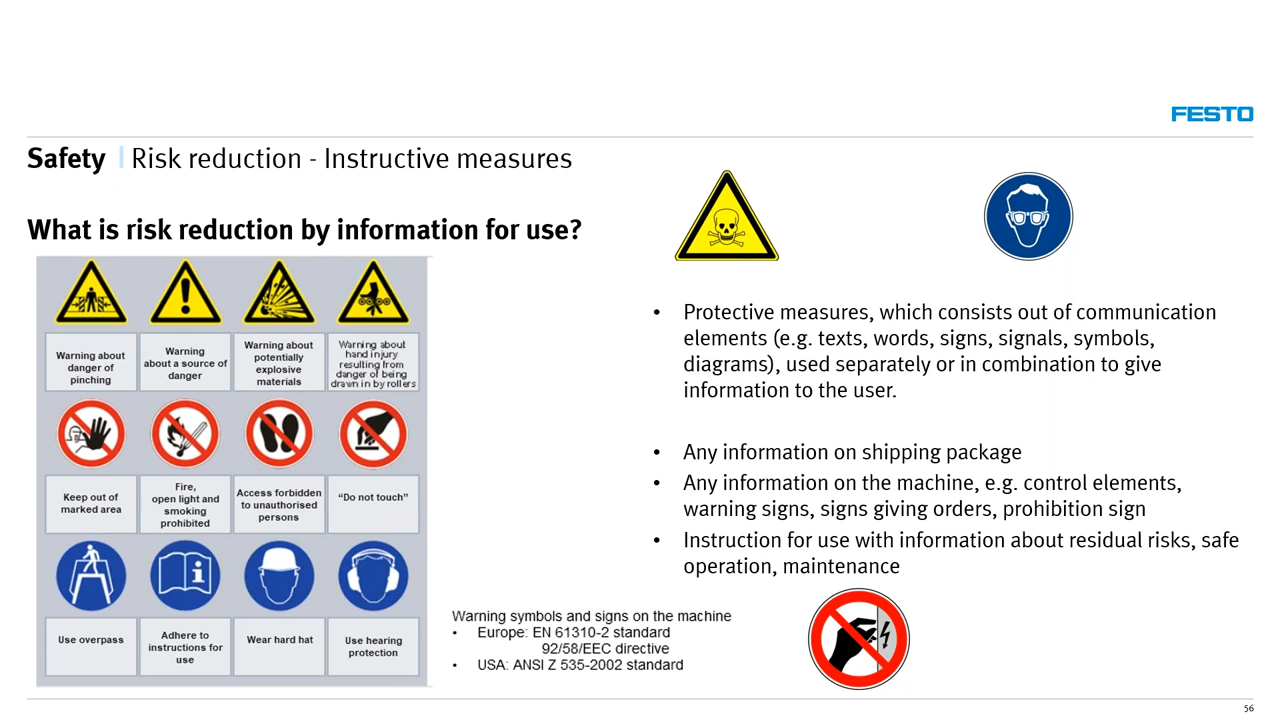 FESTO
Safety | Risk reduction - Instructive measures
What is risk reduction by information for use?
Warning about
danger of
pinching
Warning
about a source of
danger
Warning about
potentially
explosive
materials
Warning about
hand injury
resulting from
danger of being
drawn in by rollers
Keep out of
marked area
Fire,
open light and
smoking
prohibited
Access forbidden
to unauthorised
persons
“Do not touch”
Use overpass
Adhere to
instructions for
use
Wear hard hat
Use hearing
protection
Warning symbols and signs on the machine
• Europe: EN 61310-2 standard
92/58/EEC directive
• USA: ANSI Z 535-2002 standard
• Protective measures, which consists out of communication
elements (e.g. texts, words, signs, signals, symbols,
diagrams), used separately or in combination to give
information to the user.
• Any information on shipping package
• Any information on the machine, e.g. control elements,
warning signs, signs giving orders, prohibition sign
• Instruction for use with information about residual risks, safe
operation, maintenance
56